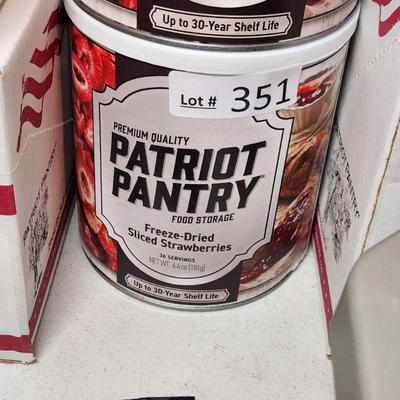 Up to 30-Year Shelf Life
Lot # 351
PREMIUM QUALITY
PATRIOT
PANTRY®
FOOD STORAGE
Freeze-Dried
Sliced Strawberries
36 SERVINGS
NET WT. 6.4 oz (181g)
Up to 30-Year Shelf Life